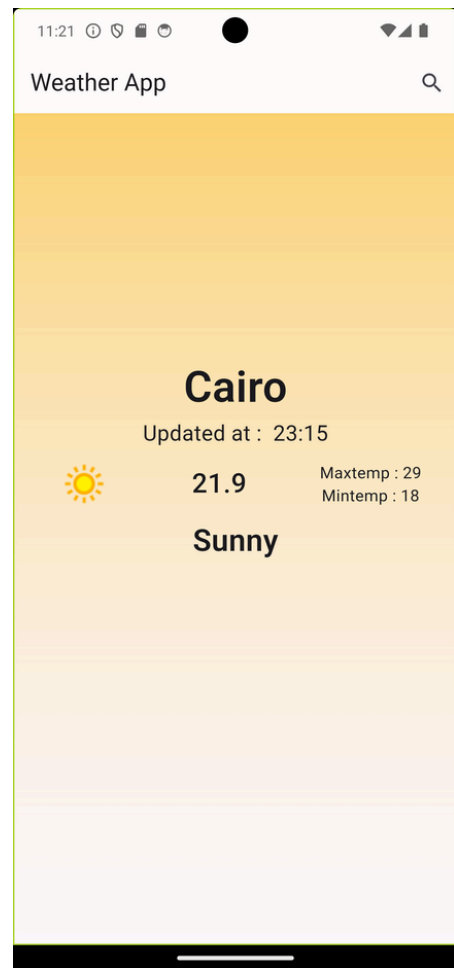 11:21
Weather App
Cairo
Updated at : 23:15
21.9
Maxtemp : 29
Mintemp : 18
Sunny